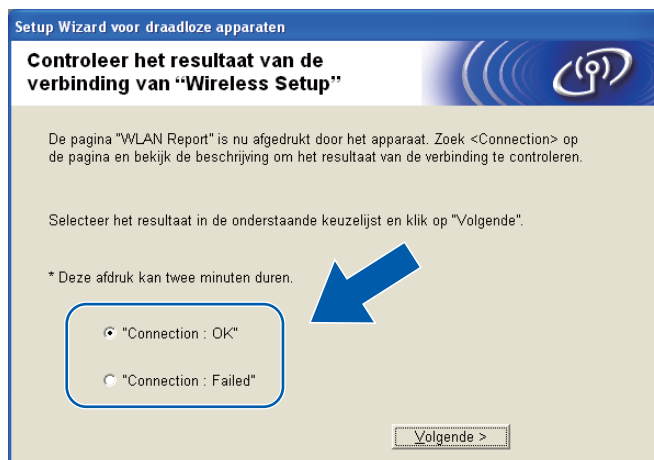 Setup Wizard voor draadloze apparaten
Controleer het resultaat van de
verbinding van “Wireless Setup”
De pagina "WLAN Report" is nu afgedrukt door het apparaat. Zoek <Connection> op
de pagina en bekijk de beschrijving om het resultaat van de verbinding te controleren.
Selecteer het resultaat in de onderstaande keuzelijst en klik op "Volgende".
* Deze afdruk kan twee minuten duren.
"Connection : OK"
"Connection : Failed"
Volgende >